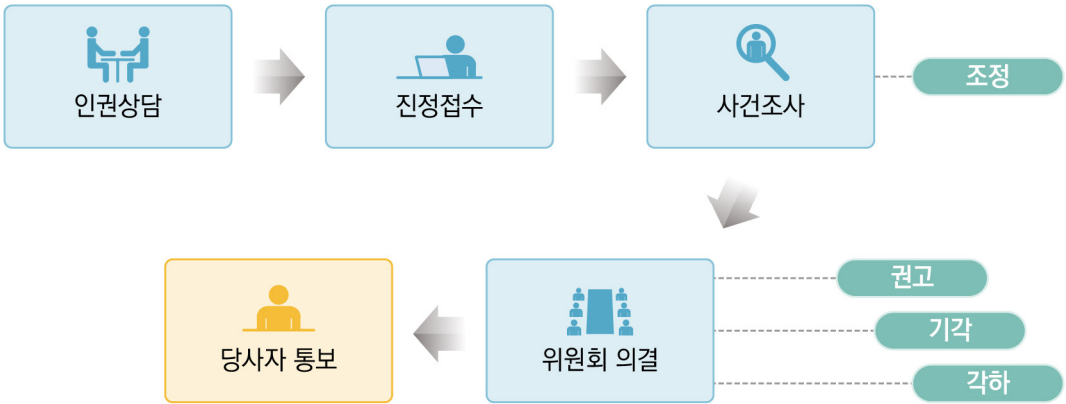 인권상담
진정접수
사건조사
조정
권고
기각
각하
위원회 의결
당사자 통보